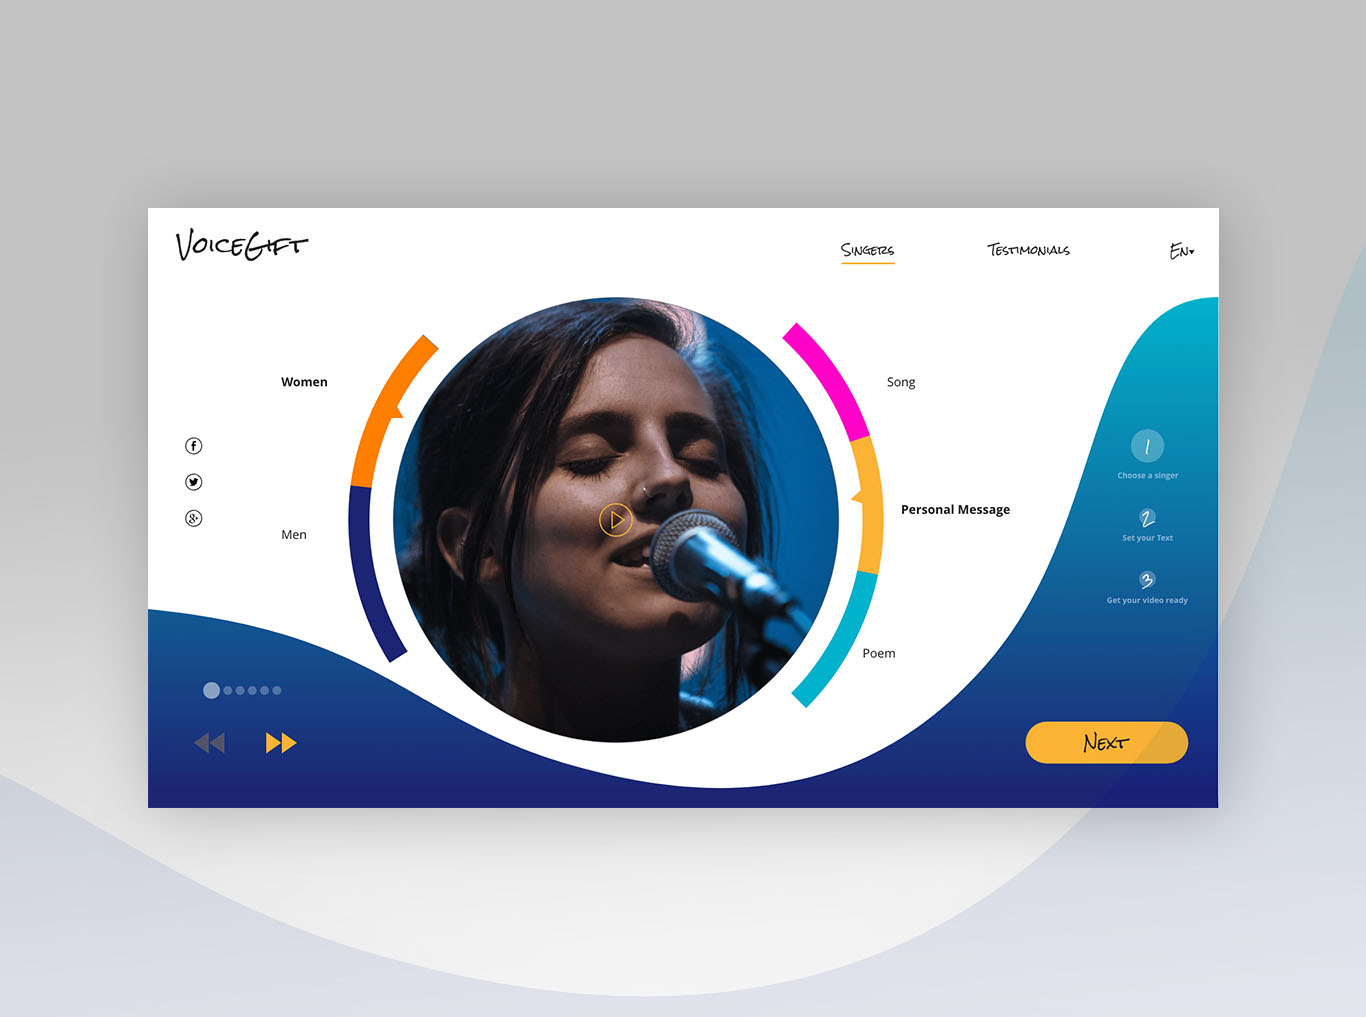 VoiceGift
Singers
Testimonials
En
Women
Men
Song
Personal Message
Poem
1
Choose a singer
2
Set your Text
3
Get your video ready
Next